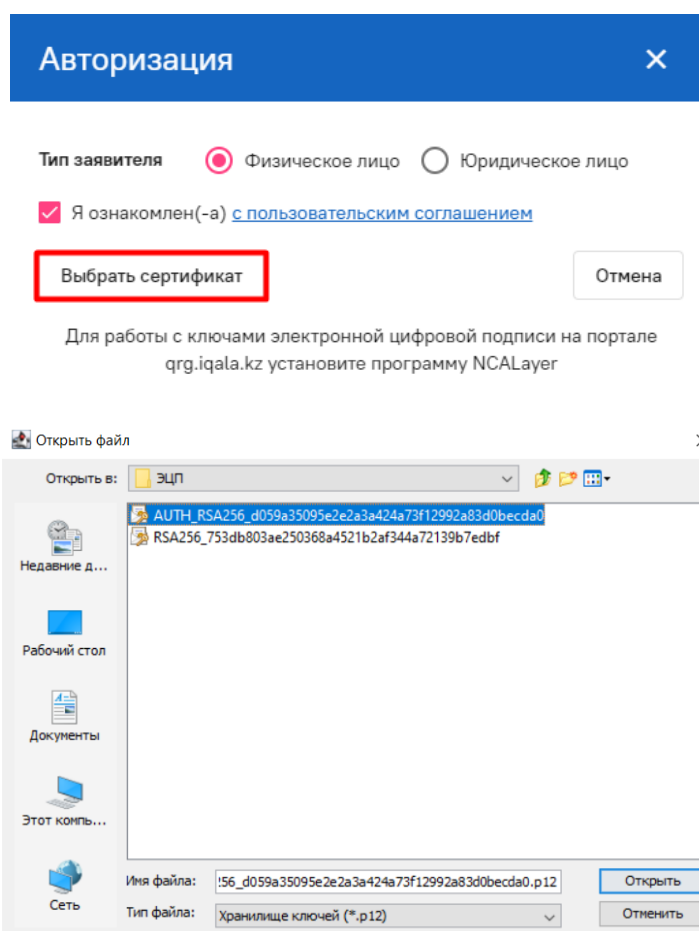 Авторизация
Тип заявителя Физическое лицо Юридическое лицо
Я ознакомлен(-а) с пользовательским соглашением
Выбрать сертификат Отмена
Для работы с ключами электронной цифровой подписи на портале
qrg.iqala.kz установите программу NCALayer
Открыть файл
Открыть в: ЭЦП
AUTH_RSA256_d059a35095e2e2a3a424a73f12992a83d0becda0
RSA256_753db803ae250368a4521b2af344a72139b7edbf
Недавние д...
Рабочий стол
Документы
Этот компь...
Сеть
Имя файла: !56_d059a35095e2e2a3a424a73f12992a83d0becda0.p12 Открыть
Тип файла: Хранилище ключей (*.p12) Отменить